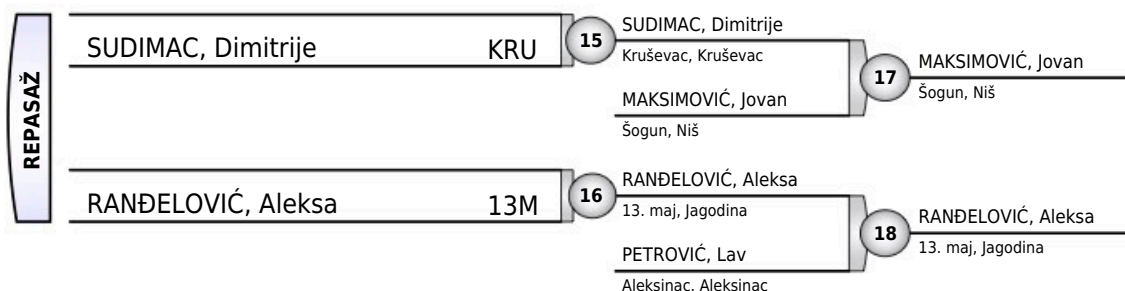 REPASAŽ
SUDIMAC, Dimitrije KRU
15
SUDIMAC, Dimitrije
Kruševac, Kruševac
MAKSIMOVIĆ, Jovan
Šogun, Niš
17
MAKSIMOVIĆ, Jovan
Šogun, Niš
RANĐELOVIĆ, Aleksa 13M
16
RANĐELOVIĆ, Aleksa
13. maj, Jagodina
PETROVIĆ, Lav
Aleksinac, Aleksinac
18
RANĐELOVIĆ, Aleksa
13. maj, Jagodina